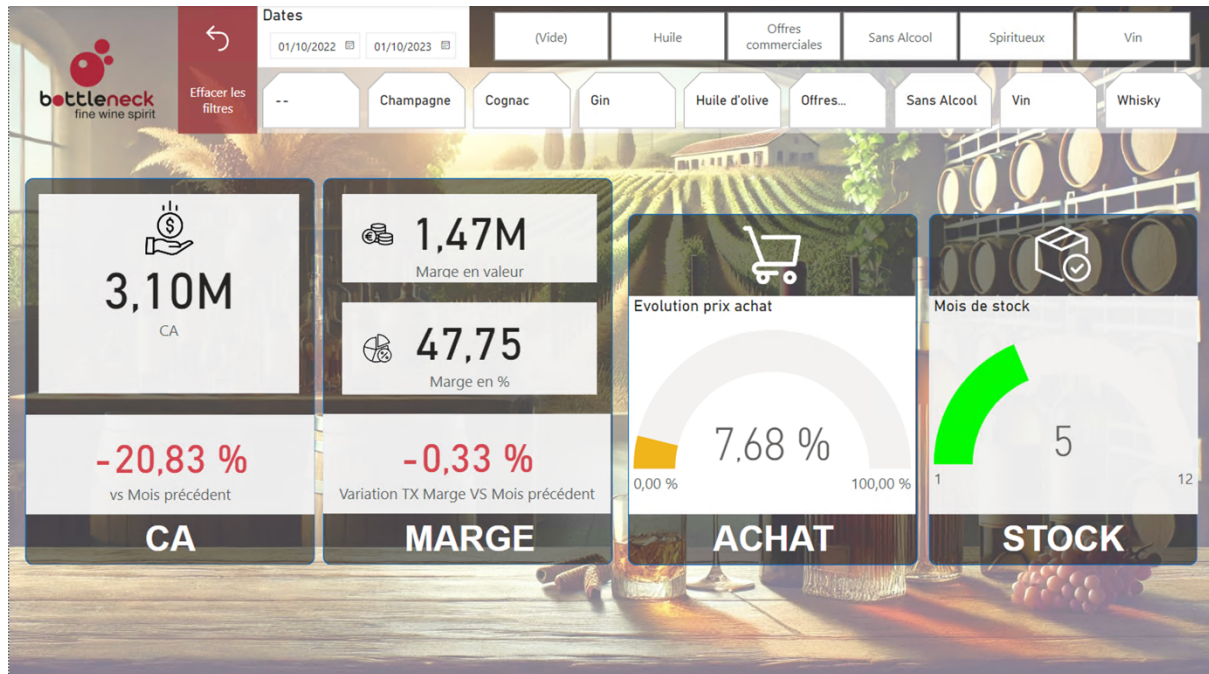 Dates
01/10/2022
01/10/2023
(Vide)
Huile
Offres
commerciales
Sans Alcool
Spiritueux
Vin
Effacer les
filtres
bottleneck
fine wine spirit
--
Champagne
Cognac
Gin
Huile d'olive
Offres...
Sans Alcool
Vin
Whisky
3,10M
CA
-20,83 %
vs Mois précédent
CA
1,47M
Marge en valeur
47,75
Marge en %
-0,33 %
Variation TX Marge VS Mois précédent
MARGE
Evolution prix achat
7,68 %
0,00 %
100,00 %
ACHAT
Mois de stock
5
1
12
STOCK